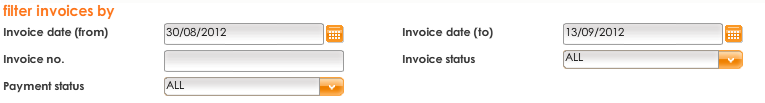 filter invoices by
Invoice date (from) 30/08/2012 Invoice date (to) 13/09/2012
Invoice no. Invoice status ALL
Payment status ALL